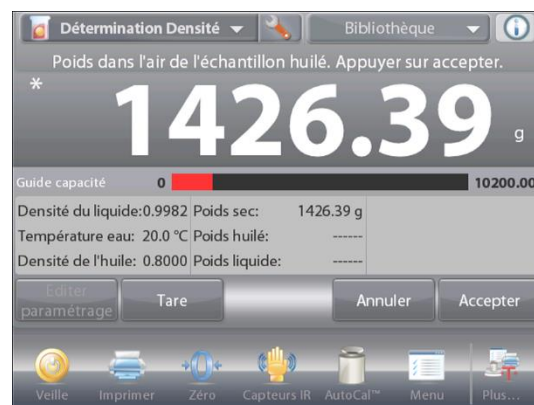 Détermination Densité Bibliothèque
Poids dans l'air de l'échantillon huilé. Appuyer sur accepter.
* 1426.39 g
Guide capacité 0 10200.00
Densité du liquide:0.9982 Poids sec: 1426.39 g
Température eau: 20.0 °C Poids huilé: ------
Densité de l'huile: 0.8000 Poids liquide: ------
Editer
paramétrage Tare Annuler Accepter
Veille Imprimer Zéro Capteurs IR AutoCal™ Menu Plus...